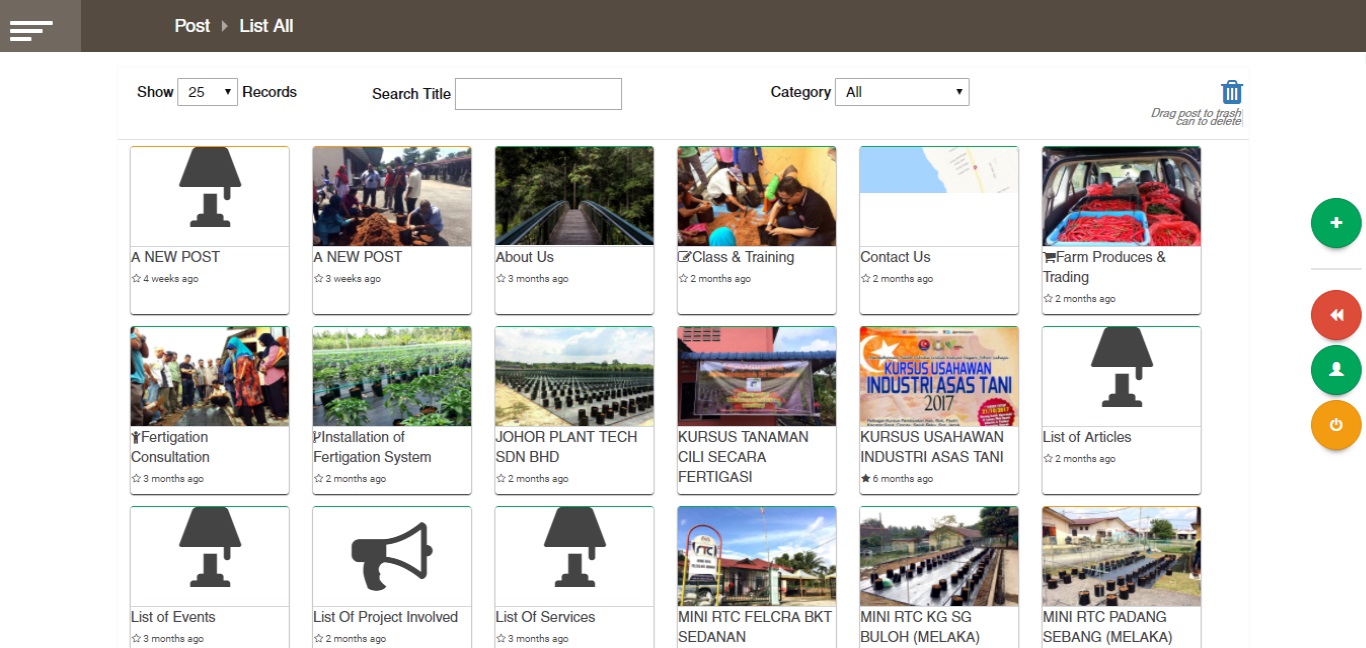 Post List All
Show 25 Records
Search Title
Category All
Drag post to trash
can to delete
A NEW POST
4 weeks ago
A NEW POST
3 weeks ago
About Us
3 months ago
Class & Training
2 months ago
Contact Us
2 months ago
Farm Produces &
Trading
2 months ago
Fertigation
Consultation
3 months ago
Installation of
Fertigation System
2 months ago
JOHOR PLANT TECH
SDN BHD
2 months ago
KURSUS TANAMAN
CILI SECARA
FERTIGASI
KURSUS USAHAWAN
INDUSTRI ASAS TANI
2017
KURSUS USAHAWAN
INDUSTRI ASAS TANI
6 months ago
List of Articles
2 months ago
List of Events
3 months ago
List Of Project Involved
2 months ago
List Of Services
3 months ago
MINI RTC FELCRA BKT
SEDANAN
MINI RTC KG SG
BULOH (MELAKA)
MINI RTC PADANG
SEBANG (MELAKA)